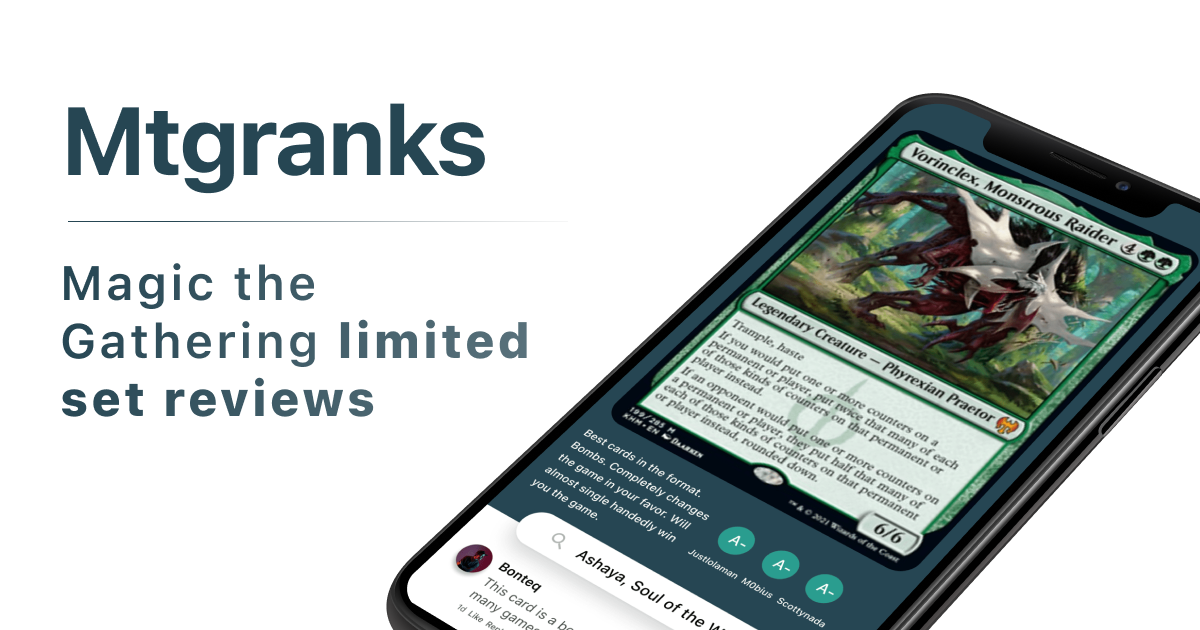 Mtgranks
Magic the
Gathering limited
set reviews
Vorinclex, Monstrous Raider 4
Legendary Creature — Phyrexian Praetor
Trample, haste
If you would put one or more counters on a
permanent or player, put twice that many of each
of those kinds of counters on that permanent or
player instead.
If an opponent would put one or more counters on
a permanent or player, they put half that many of
each of those kinds of counters on that permanent
or player instead, rounded down.
199/285 M
KHM • EN DAARKEN
™ & © 2021 Wizards of the Coast
6/6
Best cards in the format.
Bombs. Completely changes
the game in your favor. Will
almost single handedly win
you the game.
A- A- A-
Justlolaman M0bius Scottynada
Ashaya, Soul of the
Bonteq
This card is a
many games
1d Like